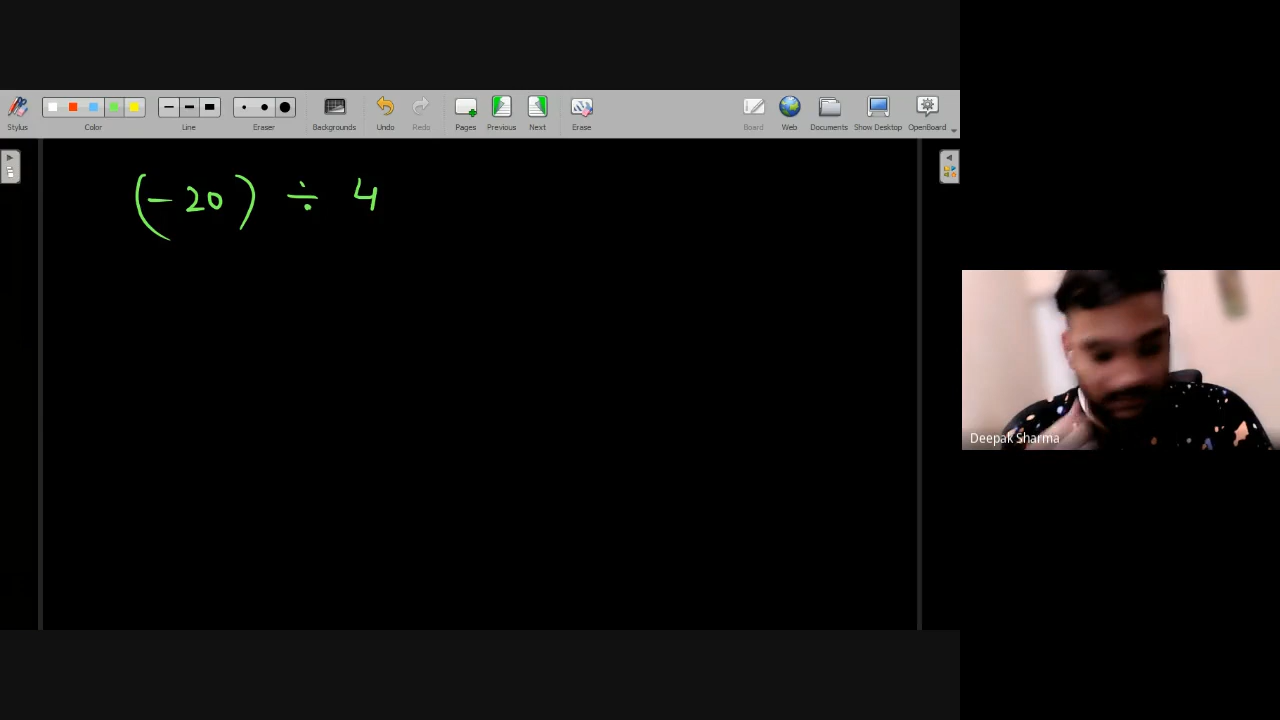 Stylus Color Line Eraser Backgrounds Undo Redo Pages Previous Next Erase Board Web Documents Show Desktop OpenBoard
(-20) ÷ 4
Deepak Sharma